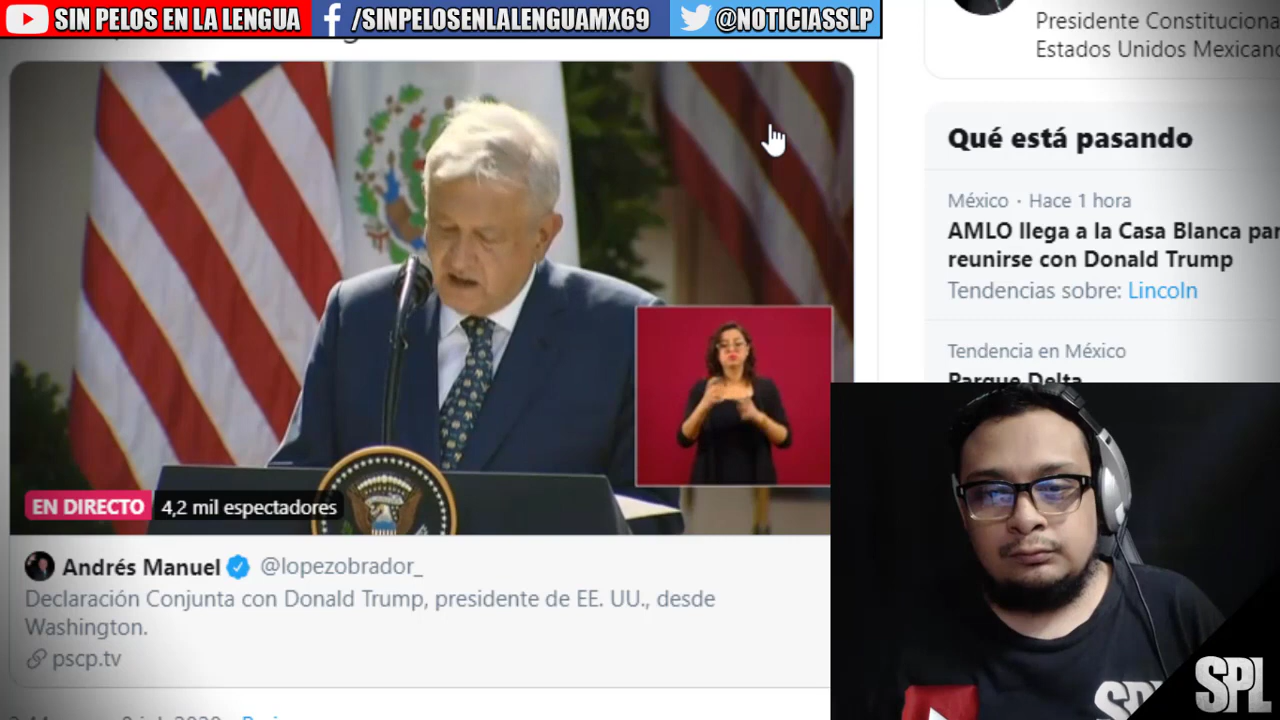 SIN PELOS EN LA LENGUA
/SINPELOSENLALENGUAMX69
@NOTICIASSLP
Presidente Constituciona
Estados Unidos Mexicano
EN DIRECTO
4,2 mil espectadores
Andrés Manuel @lopezobrador_
Declaración Conjunta con Donald Trump, presidente de EE. UU., desde
Washington.
pscp.tv
Qué está pasando
México · Hace 1 hora
AMLO llega a la Casa Blanca par
reunirse con Donald Trump
Tendencias sobre: Lincoln
Tendencia en México
Parque Delta
SPL
SPL